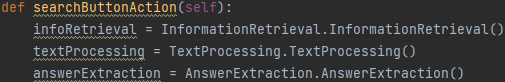 def searchButtonAction(self):
    infoRetrieval = InformationRetrieval.InformationRetrieval()
    textProcessing = TextProcessing.TextProcessing()
    answerExtraction = AnswerExtraction.AnswerExtraction()